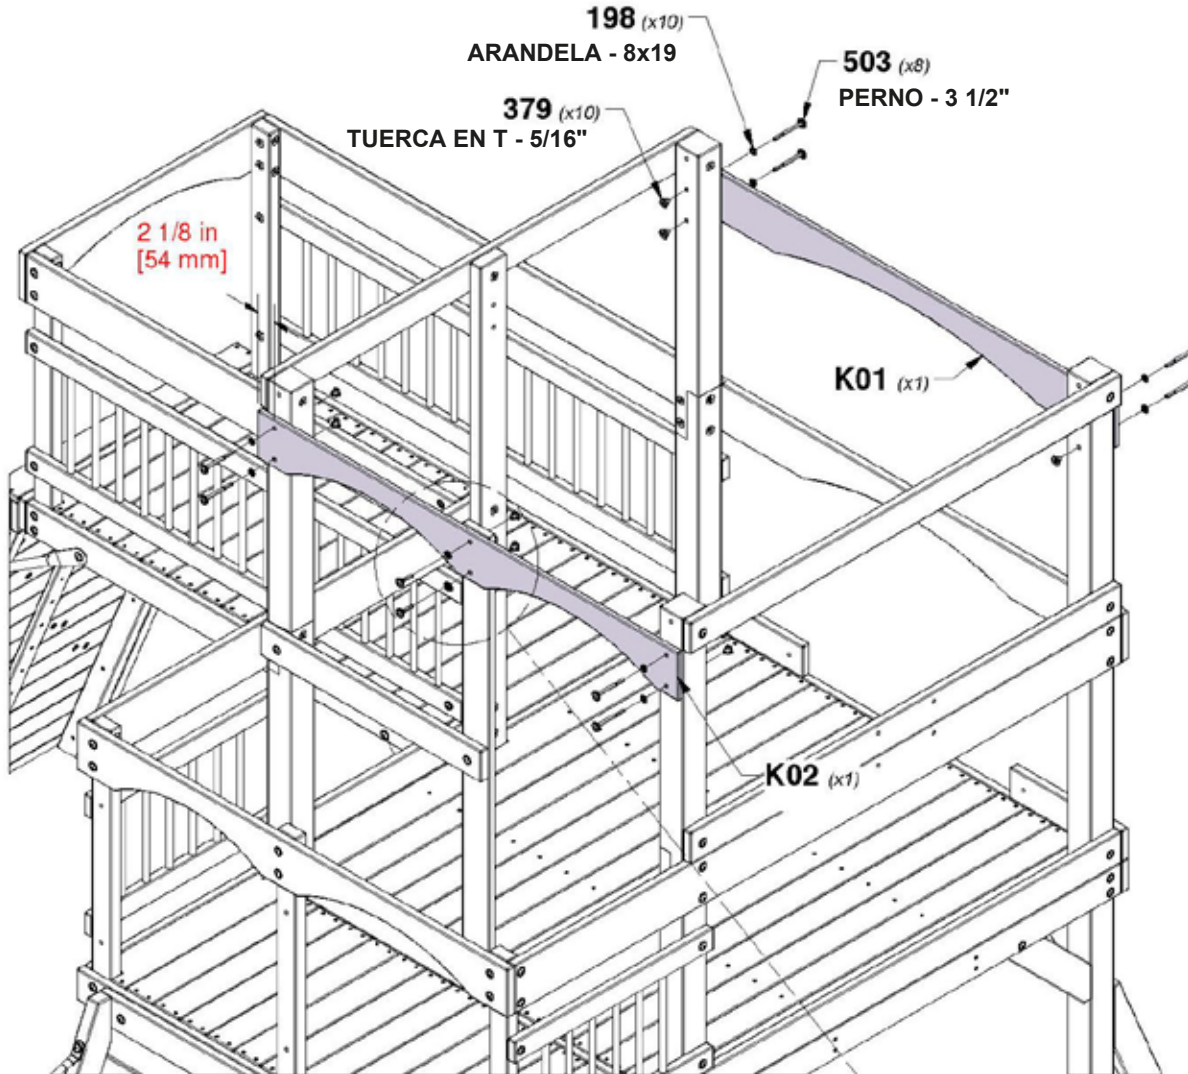 198 (x10)
ARANDELA - 8x19
503 (x8)
PERNO - 3 1/2"
379 (x10)
TUERCA EN T - 5/16"
2 1/8 in
[54 mm]
K01 (x1)
K02 (x1)